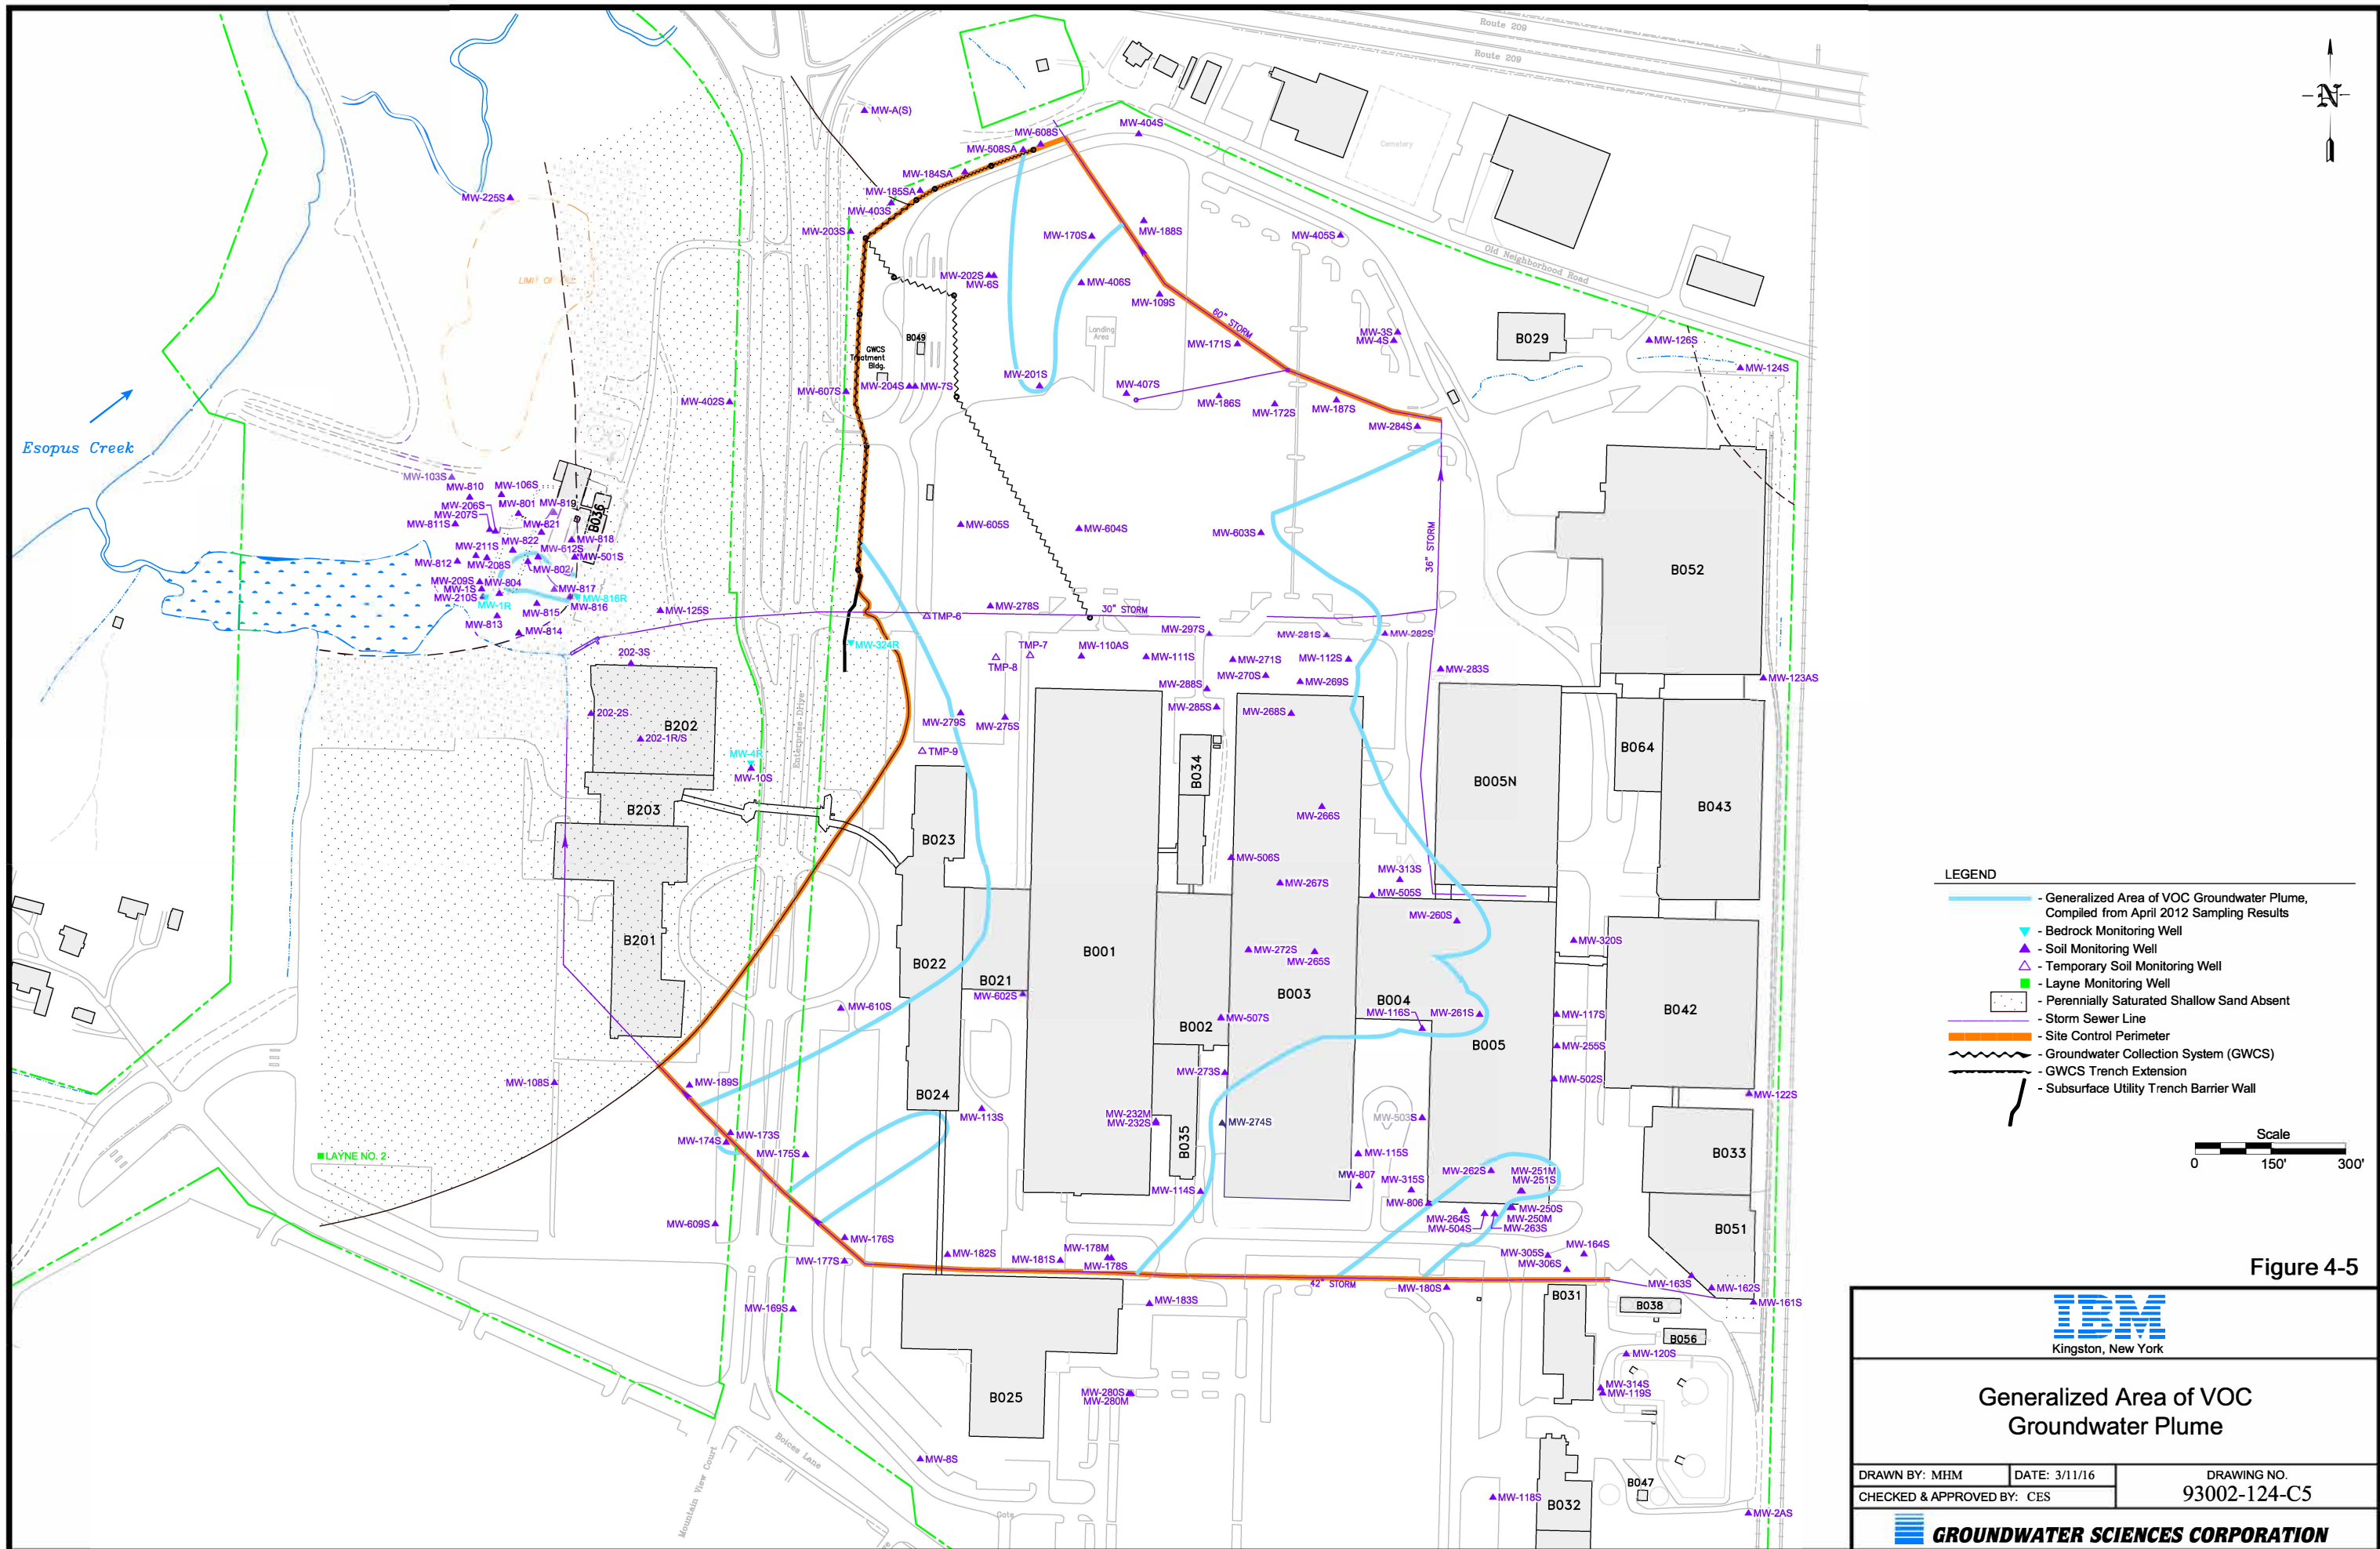 Route 209
Route 209
Cemetery
Old Neighborhood Road
N
MW-A(S)
MW-404S
MW-608S
MW-508SA
MW-184SA
MW-185SA
MW-403S
MW-203S
MW-225S
MW-170S
MW-188S
MW-405S
MW-202S
MW-6S
MW-406S
MW-109S
60" STORM
Landing
Area
MW-171S
MW-3S
MW-4S
B029
MW-126S
MW-124S
B049
GWCS
Treatment
Bldg.
MW-204S
MW-7S
MW-607S
MW-402S
MW-201S
MW-407S
MW-186S
MW-172S
MW-187S
MW-284S
Esopus Creek
MW-103S
MW-810
MW-106S
MW-206S
MW-801
MW-819
MW-207S
MW-811S
MW-821
B036
MW-822
MW-818
MW-211S
MW-612S
MW-501S
MW-812
MW-208S
MW-802
MW-209S
MW-804
MW-1S
MW-817
MW-210S
MW-816R
MW-1R
MW-815
MW-816
MW-813
MW-814
MW-605S
MW-604S
MW-603S
36" STORM
B052
MW-125S
TMP-6
MW-278S
30" STORM
MW-297S
MW-281S
MW-282S
MW-324R
TMP-7
TMP-8
MW-110AS
MW-111S
MW-271S
MW-112S
MW-283S
MW-270S
MW-269S
MW-288S
MW-285S
MW-268S
MW-123AS
202-3S
202-2S
B202
202-1R/S
Enterprise Drive
MW-4R
MW-10S
MW-279S
MW-275S
TMP-9
B203
B201
B023
B034
B005N
B064
B043
MW-266S
MW-506S
MW-267S
MW-313S
MW-505S
MW-260S
B022
B021
B001
MW-272S
MW-265S
MW-320S
MW-602S
B003
B004
MW-610S
B002
MW-507S
MW-116S
MW-261S
MW-117S
B042
B005
MW-255S
MW-108S
MW-189S
B024
MW-273S
MW-502S
MW-122S
MW-113S
MW-232M
MW-232S
MW-274S
MW-503S
MW-173S
MW-174S
MW-175S
B035
B033
LAYNE NO. 2
MW-115S
MW-262S
MW-251M
MW-251S
MW-807
MW-315S
MW-114S
MW-806
MW-250S
MW-264S
MW-250M
MW-504S
MW-263S
MW-609S
MW-176S
MW-177S
MW-182S
MW-181S
MW-178M
MW-178S
MW-305S
MW-164S
MW-306S
B051
42" STORM
MW-180S
MW-163S
MW-162S
MW-161S
MW-169S
MW-183S
B031
B038
B056
MW-120S
MW-280S
MW-280M
B025
MW-314S
MW-119S
MW-8S
Mountain View Court
Boices Lane
Gate
MW-118S
B032
B047
MW-2AS
LEGEND
- Generalized Area of VOC Groundwater Plume,
Compiled from April 2012 Sampling Results
- Bedrock Monitoring Well
- Soil Monitoring Well
- Temporary Soil Monitoring Well
- Layne Monitoring Well
- Perennially Saturated Shallow Sand Absent
- Storm Sewer Line
- Site Control Perimeter
- Groundwater Collection System (GWCS)
- GWCS Trench Extension
- Subsurface Utility Trench Barrier Wall
Scale
0 150' 300'
Figure 4-5
IBM
Kingston, New York
Generalized Area of VOC
Groundwater Plume
DRAWN BY: MHM
DATE: 3/11/16
DRAWING NO.
93002-124-C5
CHECKED & APPROVED BY: CES
GROUNDWATER SCIENCES CORPORATION